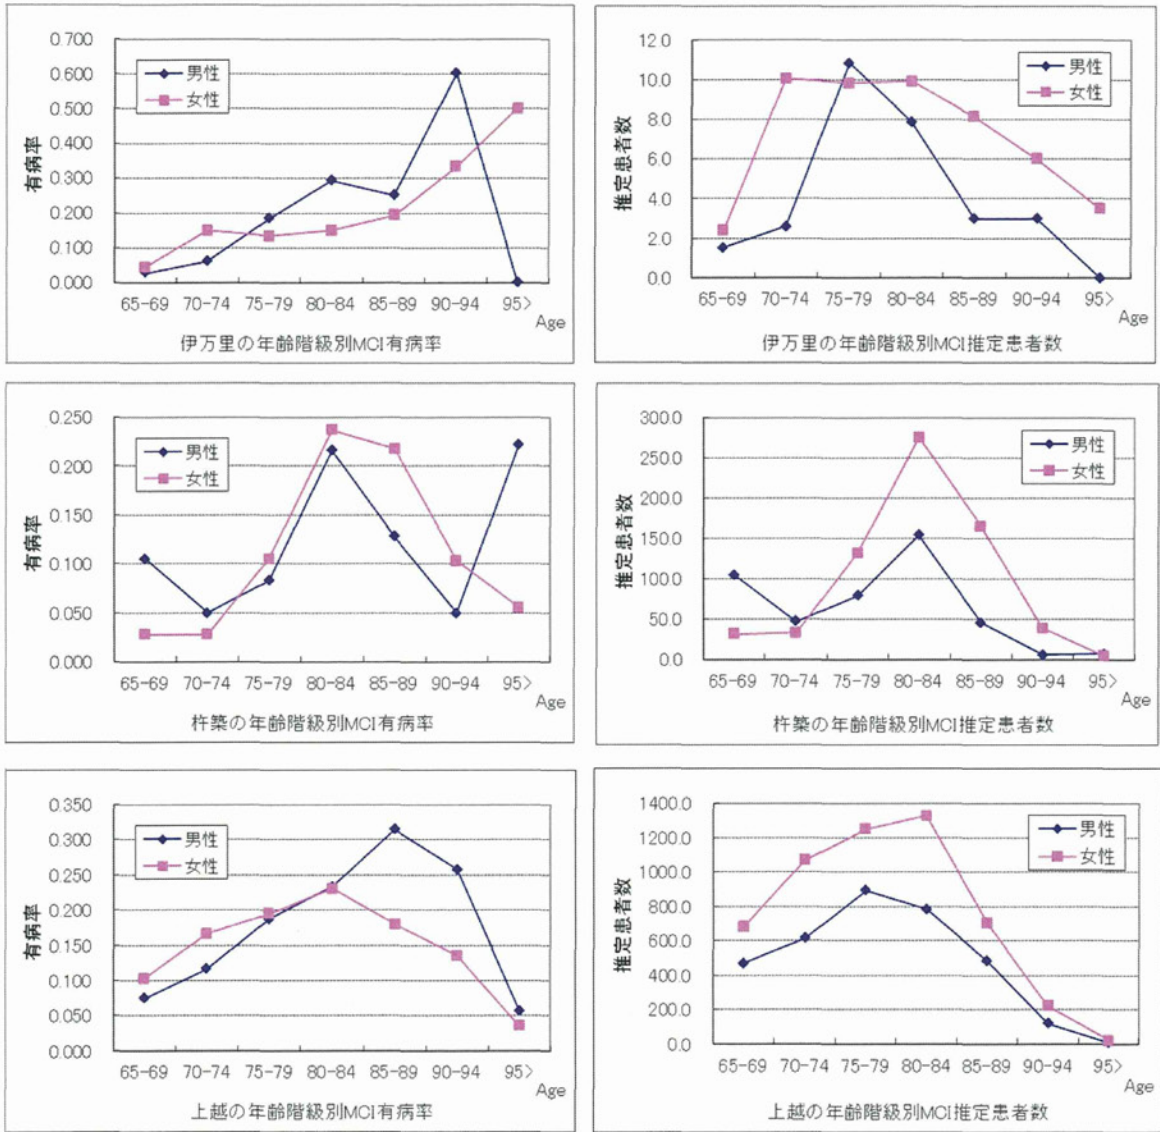 0.700
0.600
0.500
0.400
0.300
0.200
0.100
0.000
有病率
男性
女性
65-69 70-74 75-79 80-84 85-89 90-94 95>
Age
伊万里の年齢階級別MCI有病率
12.0
10.0
8.0
6.0
4.0
2.0
0.0
推定患者数
男性
女性
65-69 70-74 75-79 80-84 85-89 90-94 95>
Age
伊万里の年齢階級別MCI推定患者数
0.250
0.200
0.150
0.100
0.050
0.000
有病率
男性
女性
65-69 70-74 75-79 80-84 85-89 90-94 95>
Age
杵築の年齢階級別MCI有病率
300.0
250.0
200.0
150.0
100.0
50.0
0.0
推定患者数
男性
女性
65-69 70-74 75-79 80-84 85-89 90-94 95>
Age
杵築の年齢階級別MCI推定患者数
0.350
0.300
0.250
0.200
0.150
0.100
0.050
0.000
有病率
男性
女性
65-69 70-74 75-79 80-84 85-89 90-94 95>
Age
上越の年齢階級別MCI有病率
1400.0
1200.0
1000.0
800.0
600.0
400.0
200.0
0.0
推定患者数
男性
女性
65-69 70-74 75-79 80-84 85-89 90-94 95>
Age
上越の年齢階級別MCI推定患者数